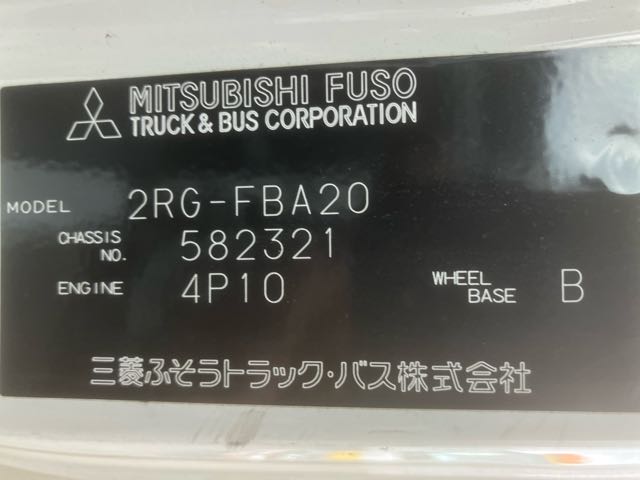 MITSUBISHI FUSO
TRUCK & BUS CORPORATION
MODEL 2RG-FBA20
CHASSIS NO. 582321
ENGINE 4P10 WHEEL BASE B
三菱ふそうトラック・バス株式会社